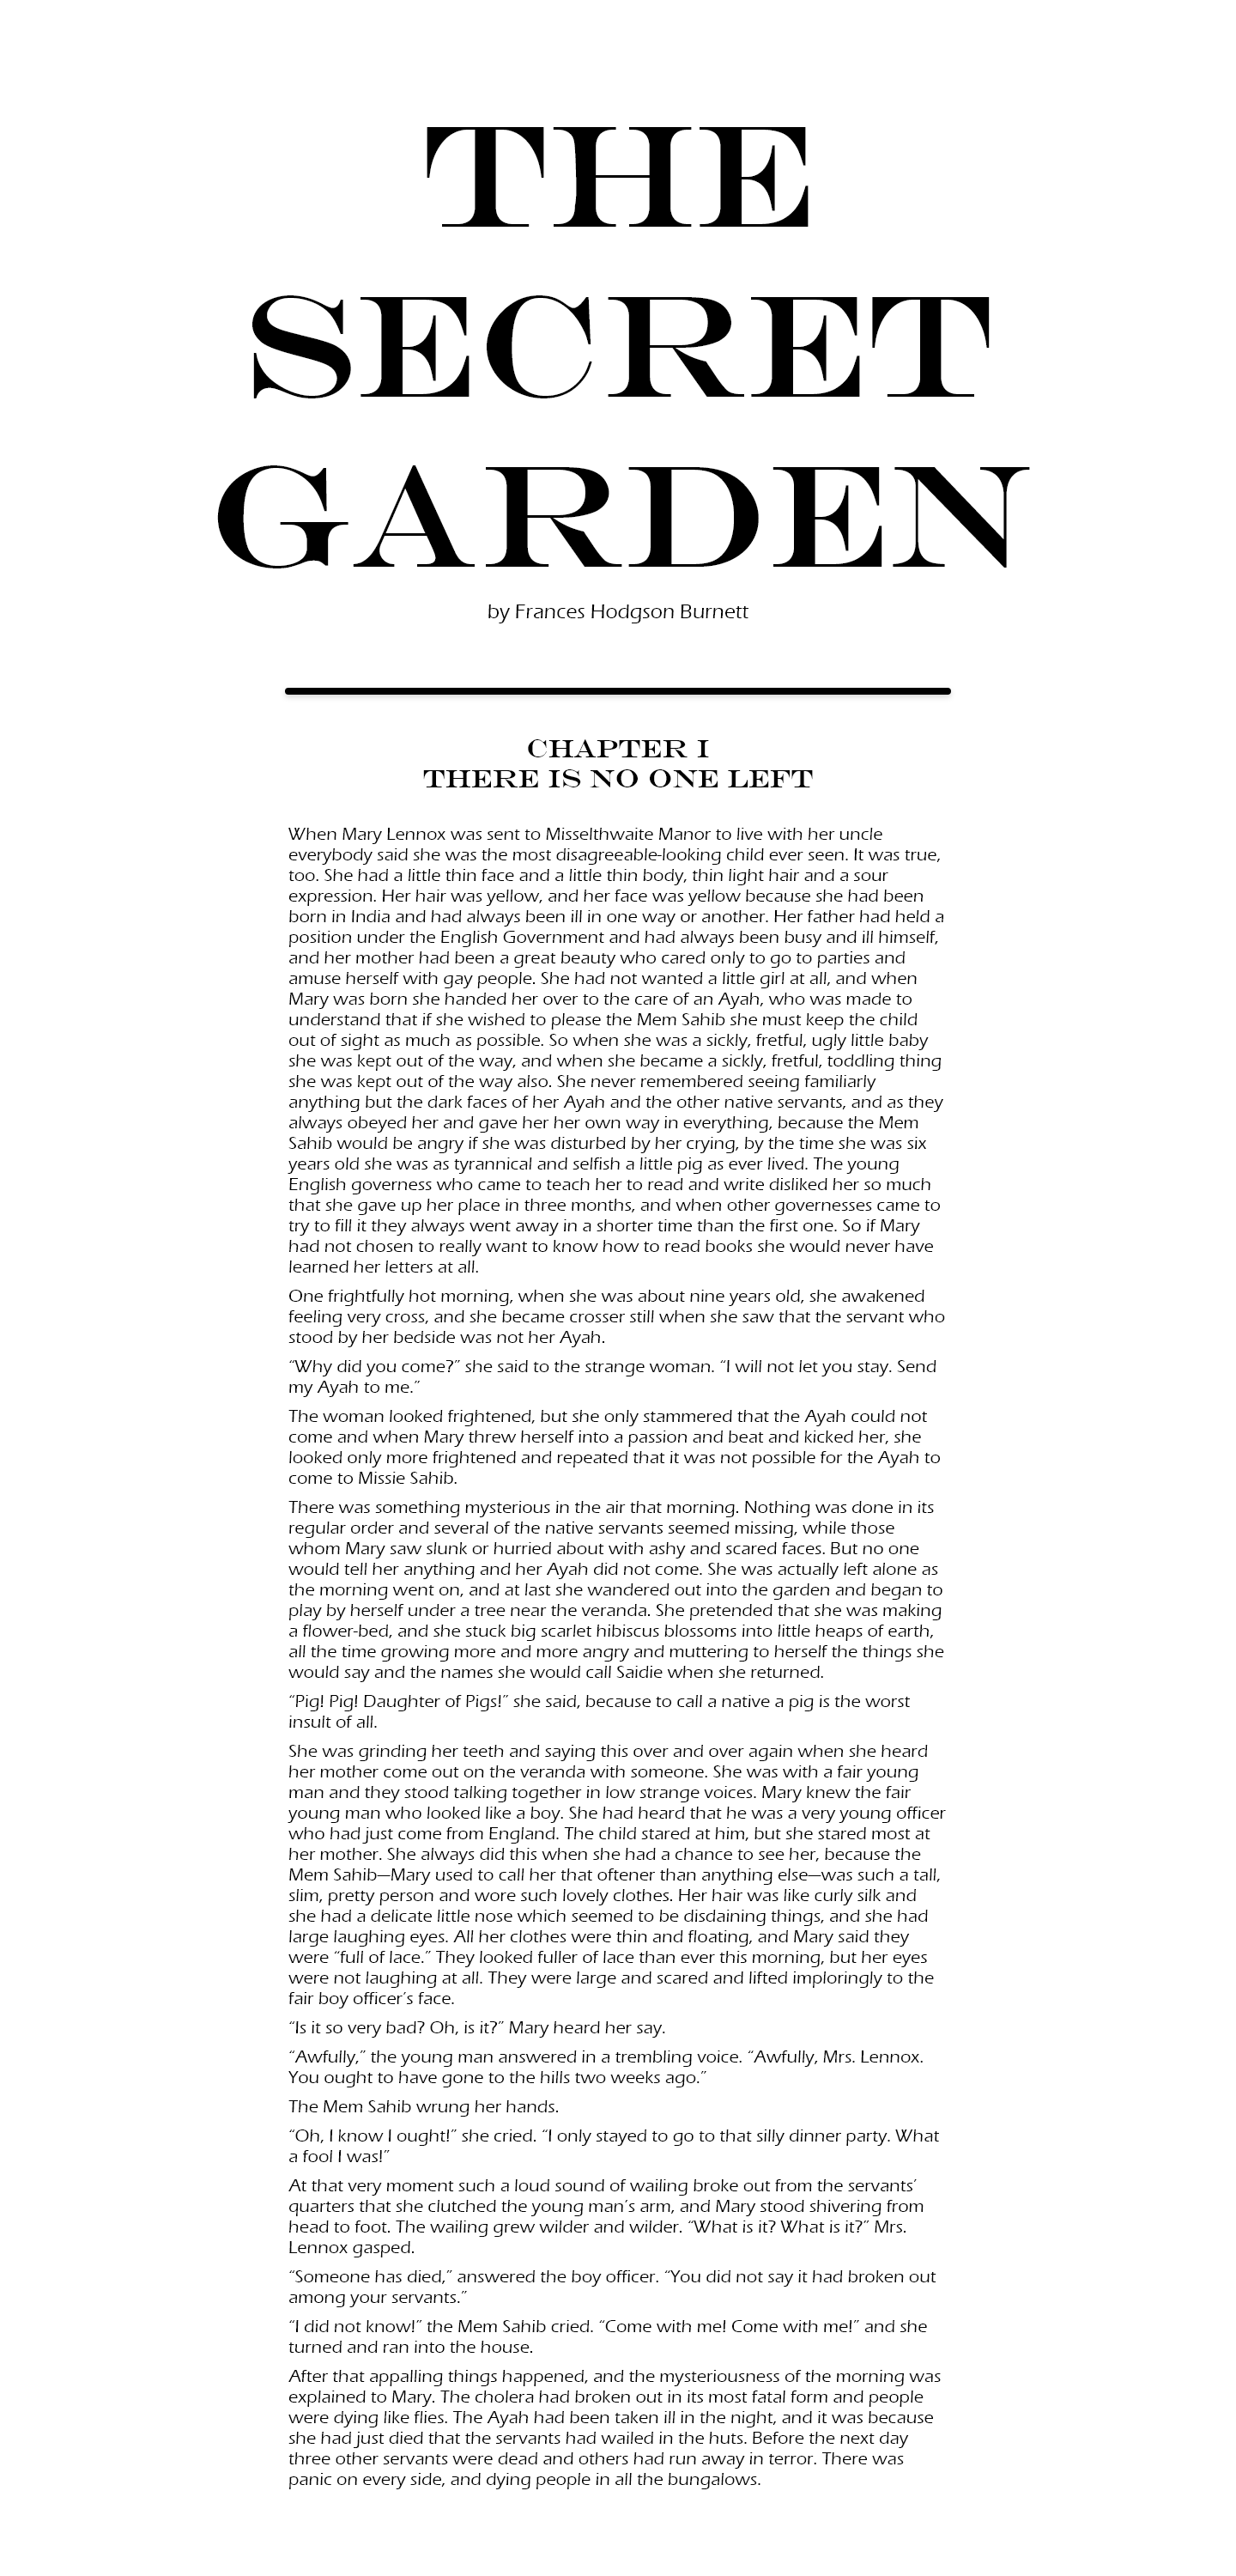 THE
SECRET
GARDEN
by Frances Hodgson Burnett
CHAPTER I
THERE IS NO ONE LEFT
When Mary Lennox was sent to Misselthwaite Manor to live with her uncle
everybody said she was the most disagreeable-looking child ever seen. It was true,
too. She had a little thin face and a little thin body, thin light hair and a sour
expression. Her hair was yellow, and her face was yellow because she had been
born in India and had always been ill in one way or another. Her father had held a
position under the English Government and had always been busy and ill himself,
and her mother had been a great beauty who cared only to go to parties and
amuse herself with gay people. She had not wanted a little girl at all, and when
Mary was born she handed her over to the care of an Ayah, who was made to
understand that if she wished to please the Mem Sahib she must keep the child
out of sight as much as possible. So when she was a sickly, fretful, ugly little baby
she was kept out of the way, and when she became a sickly, fretful, toddling thing
she was kept out of the way also. She never remembered seeing familiarly
anything but the dark faces of her Ayah and the other native servants, and as they
always obeyed her and gave her her own way in everything, because the Mem
Sahib would be angry if she was disturbed by her crying, by the time she was six
years old she was as tyrannical and selfish a little pig as ever lived. The young
English governess who came to teach her to read and write disliked her so much
that she gave up her place in three months, and when other governesses came to
try to fill it they always went away in a shorter time than the first one. So if Mary
had not chosen to really want to know how to read books she would never have
learned her letters at all.
One frightfully hot morning, when she was about nine years old, she awakened
feeling very cross, and she became crosser still when she saw that the servant who
stood by her bedside was not her Ayah.
“Why did you come?” she said to the strange woman. “I will not let you stay. Send
my Ayah to me.”
The woman looked frightened, but she only stammered that the Ayah could not
come and when Mary threw herself into a passion and beat and kicked her, she
looked only more frightened and repeated that it was not possible for the Ayah to
come to Missie Sahib.
There was something mysterious in the air that morning. Nothing was done in its
regular order and several of the native servants seemed missing, while those
whom Mary saw slunk or hurried about with ashy and scared faces. But no one
would tell her anything and her Ayah did not come. She was actually left alone as
the morning went on, and at last she wandered out into the garden and began to
play by herself under a tree near the veranda. She pretended that she was making
a flower-bed, and she stuck big scarlet hibiscus blossoms into little heaps of earth,
all the time growing more and more angry and muttering to herself the things she
would say and the names she would call Saidie when she returned.
“Pig! Pig! Daughter of Pigs!” she said, because to call a native a pig is the worst
insult of all.
She was grinding her teeth and saying this over and over again when she heard
her mother come out on the veranda with someone. She was with a fair young
man and they stood talking together in low strange voices. Mary knew the fair
young man who looked like a boy. She had heard that he was a very young officer
who had just come from England. The child stared at him, but she stared most at
her mother. She always did this when she had a chance to see her, because the
Mem Sahib—Mary used to call her that oftener than anything else—was such a tall,
slim, pretty person and wore such lovely clothes. Her hair was like curly silk and
she had a delicate little nose which seemed to be disdaining things, and she had
large laughing eyes. All her clothes were thin and floating, and Mary said they
were “full of lace.” They looked fuller of lace than ever this morning, but her eyes
were not laughing at all. They were large and scared and lifted imploringly to the
fair boy officer’s face.
“Is it so very bad? Oh, is it?” Mary heard her say.
“Awfully,” the young man answered in a trembling voice. “Awfully, Mrs. Lennox.
You ought to have gone to the hills two weeks ago.”
The Mem Sahib wrung her hands.
“Oh, I know I ought!” she cried. “I only stayed to go to that silly dinner party. What
a fool I was!”
At that very moment such a loud sound of wailing broke out from the servants’
quarters that she clutched the young man’s arm, and Mary stood shivering from
head to foot. The wailing grew wilder and wilder. “What is it? What is it?” Mrs.
Lennox gasped.
“Someone has died,” answered the boy officer. “You did not say it had broken out
among your servants.”
“I did not know!” the Mem Sahib cried. “Come with me! Come with me!” and she
turned and ran into the house.
After that appalling things happened, and the mysteriousness of the morning was
explained to Mary. The cholera had broken out in its most fatal form and people
were dying like flies. The Ayah had been taken ill in the night, and it was because
she had just died that the servants had wailed in the huts. Before the next day
three other servants were dead and others had run away in terror. There was
panic on every side, and dying people in all the bungalows.